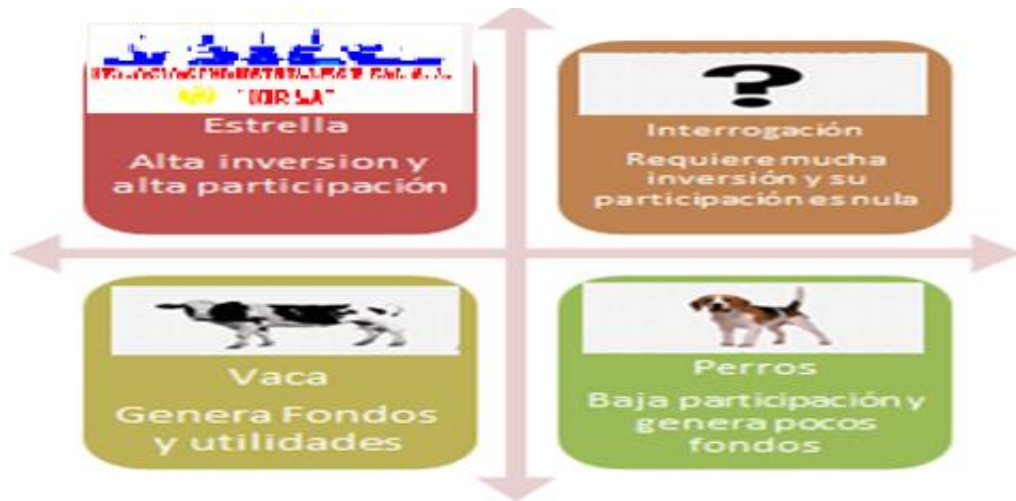 Estrella
Alta inversion y
alta participación
?
Interrogación
Requiere mucha
inversión y su
participación es nula
Vaca
Genera Fondos
y utilidades
Perros
Baja participación y
genera pocos
fondos